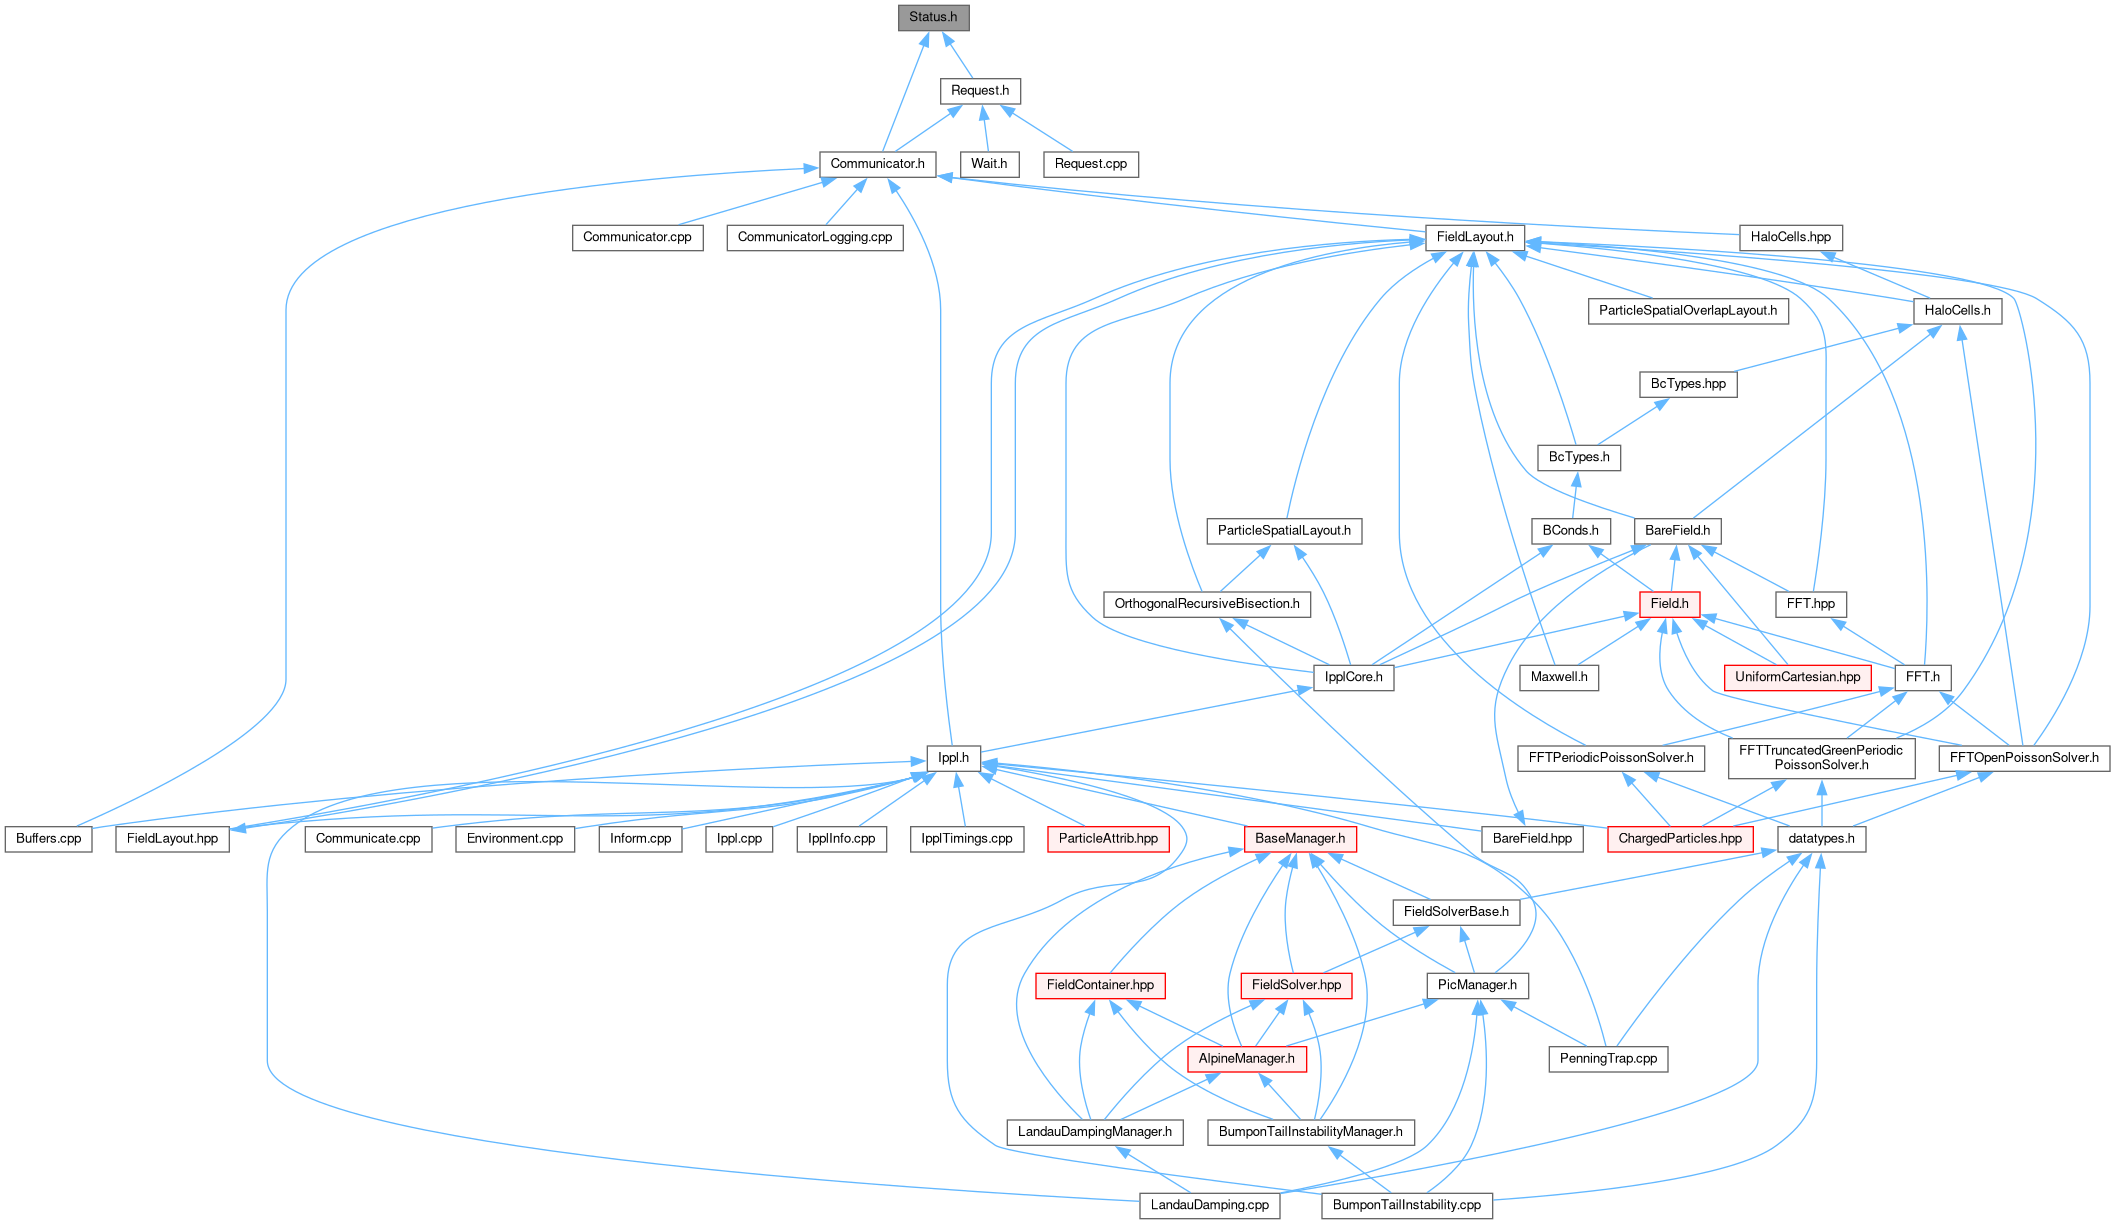 Status.h
Request.h
Communicator.h
Wait.h
Request.cpp
Communicator.cpp
CommunicatorLogging.cpp
FieldLayout.h
HaloCells.hpp
ParticleSpatialOverlapLayout.h
HaloCells.h
BcTypes.hpp
BcTypes.h
ParticleSpatialLayout.h
BConds.h
BareField.h
OrthogonalRecursiveBisection.h
Field.h
FFT.hpp
IpplCore.h
Maxwell.h
UniformCartesian.hpp
FFT.h
Ippl.h
FFTPeriodicPoissonSolver.h
FFTTruncatedGreenPeriodic
PoissonSolver.h
FFTOpenPoissonSolver.h
Buffers.cpp
FieldLayout.hpp
Communicate.cpp
Environment.cpp
Inform.cpp
Ippl.cpp
IpplInfo.cpp
IpplTimings.cpp
ParticleAttrib.hpp
BaseManager.h
BareField.hpp
ChargedParticles.hpp
datatypes.h
FieldSolverBase.h
FieldContainer.hpp
FieldSolver.hpp
PicManager.h
AlpineManager.h
PenningTrap.cpp
LandauDampingManager.h
BumponTailInstabilityManager.h
LandauDamping.cpp
BumponTailInstability.cpp